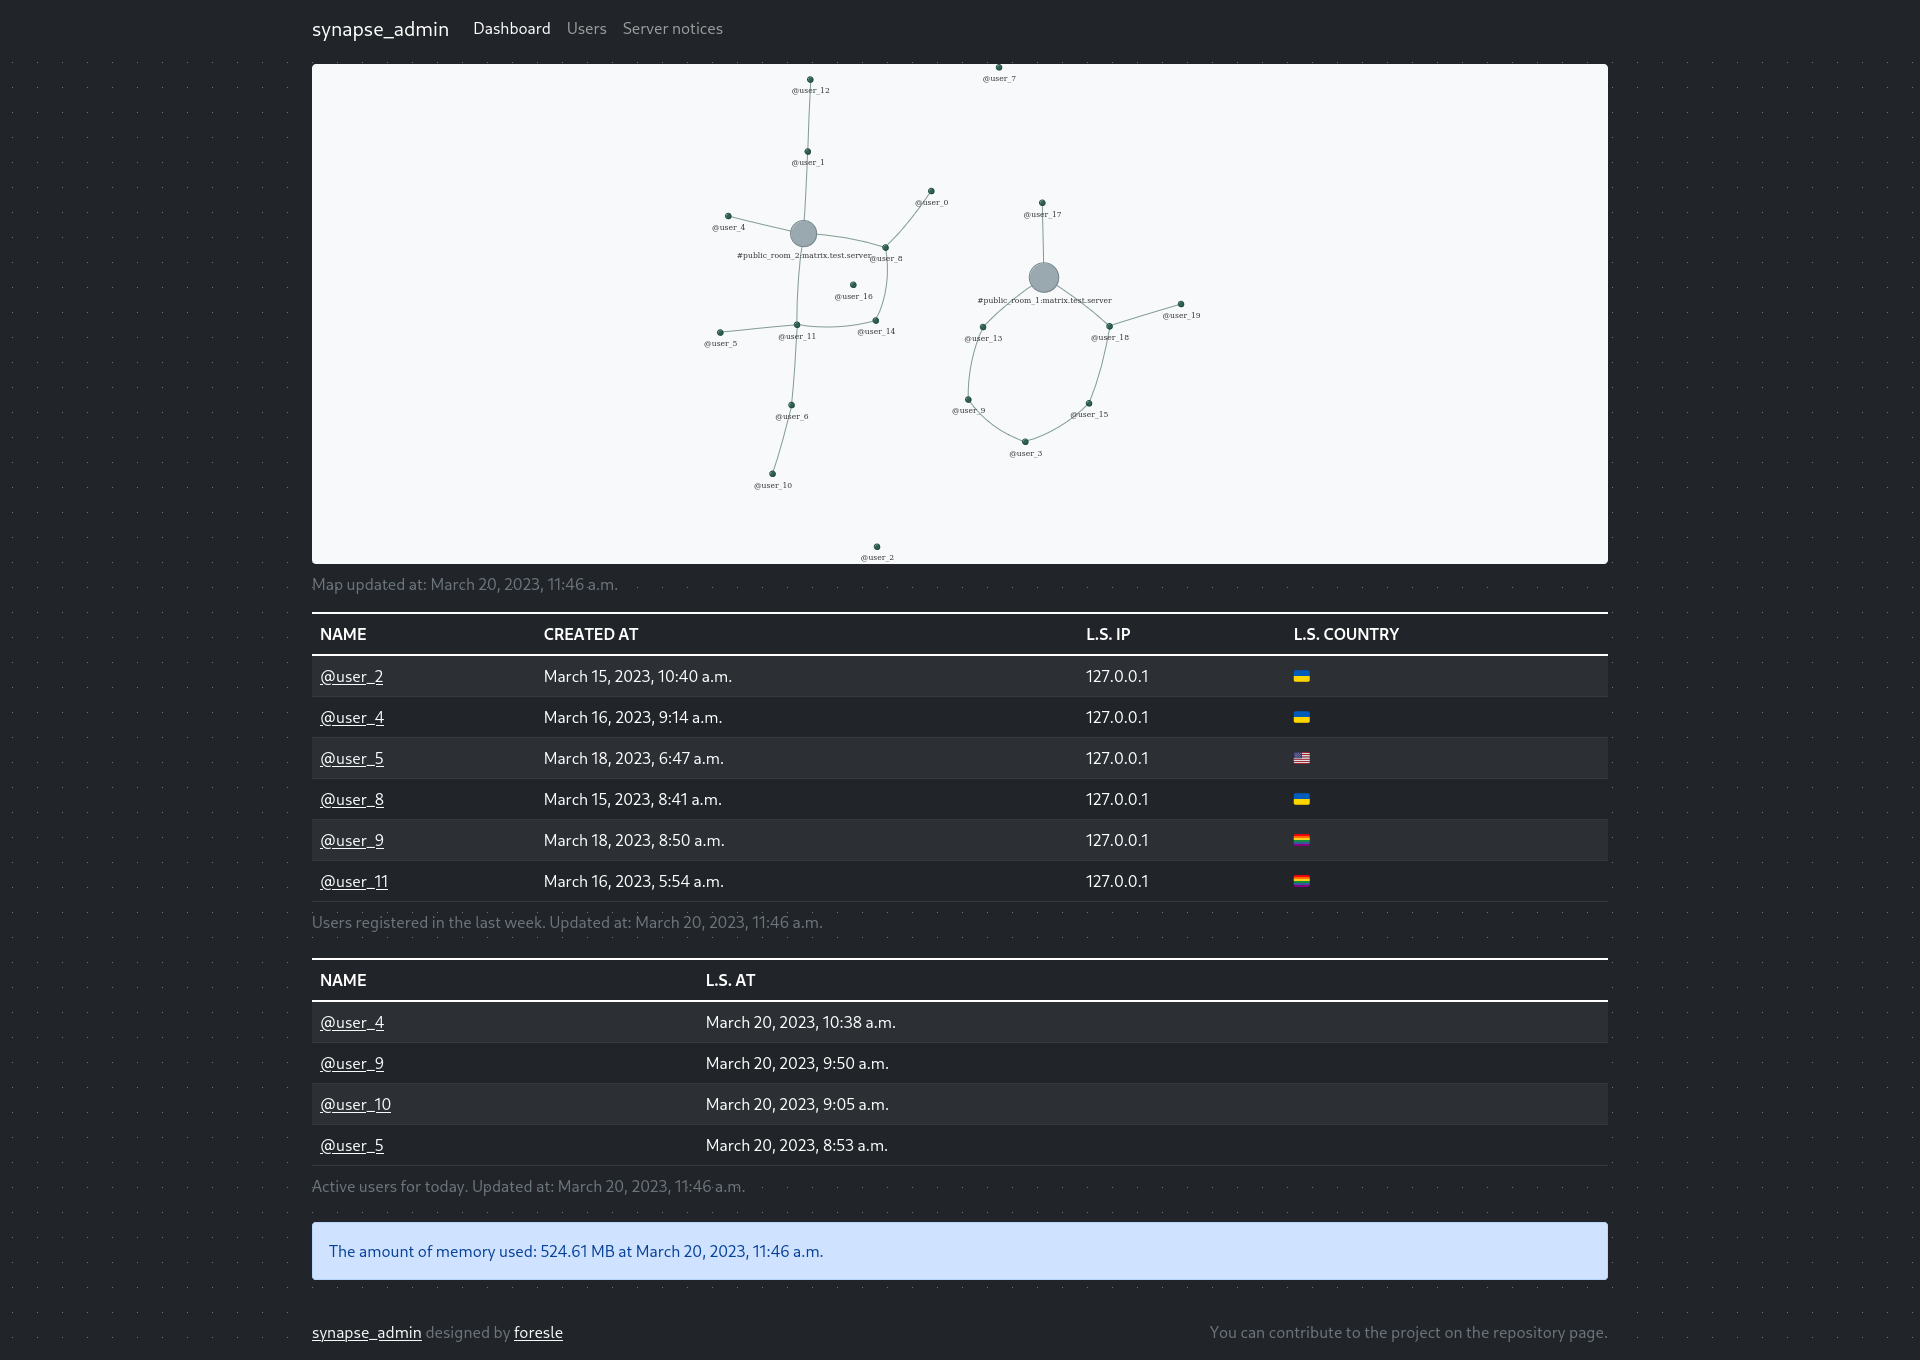 synapse_admin Dashboard Users Server notices
@user_7
@user_12
@user_1
@user_0
@user_17
@user_4
#public_room_2:matrix.test.server
@user_8
@user_16
#public_room_1:matrix.test.server
@user_19
@user_14
@user_11
@user_5
@user_13
@user_18
@user_9
@user_15
@user_6
@user_3
@user_10
@user_2
Map updated at: March 20, 2023, 11:46 a.m.
NAME CREATED AT L.S. IP L.S. COUNTRY
@user_2 March 15, 2023, 10:40 a.m. 127.0.0.1
@user_4 March 16, 2023, 9:14 a.m. 127.0.0.1
@user_5 March 18, 2023, 6:47 a.m. 127.0.0.1
@user_8 March 15, 2023, 8:41 a.m. 127.0.0.1
@user_9 March 18, 2023, 8:50 a.m. 127.0.0.1
@user_11 March 16, 2023, 5:54 a.m. 127.0.0.1
Users registered in the last week. Updated at: March 20, 2023, 11:46 a.m.
NAME L.S. AT
@user_4 March 20, 2023, 10:38 a.m.
@user_9 March 20, 2023, 9:50 a.m.
@user_10 March 20, 2023, 9:05 a.m.
@user_5 March 20, 2023, 8:53 a.m.
Active users for today. Updated at: March 20, 2023, 11:46 a.m.
The amount of memory used: 524.61 MB at March 20, 2023, 11:46 a.m.
synapse_admin designed by foresle You can contribute to the project on the repository page.